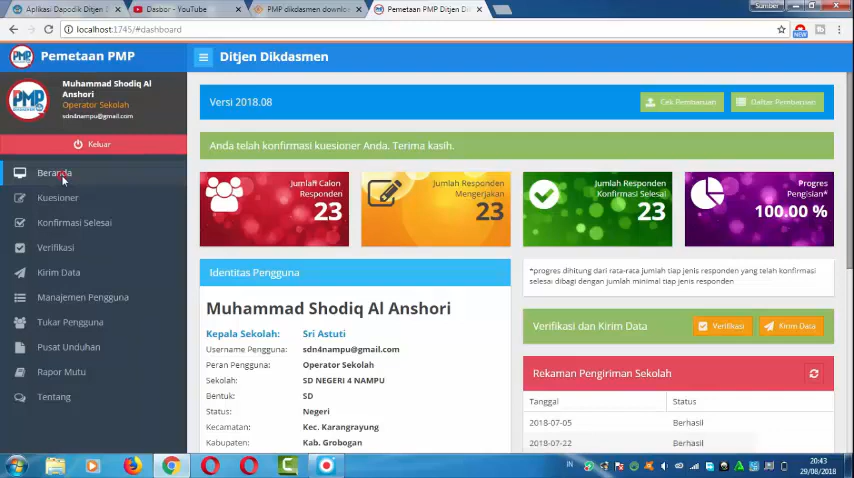 Aplikasi Dapodik Ditjen D
Dasbor - YouTube
PMP dikdasmen downlo
Pemetaan PMP Ditjen Di
Sumber
localhost:1745/#dashboard
NEW
PMP
Pemetaan PMP
Ditjen Dikdasmen
PMP
Muhammad Shodiq Al
Anshori
Operator Sekolah
sdn4nampu@gmail.com
Keluar
Beranda
Kuesioner
Konfirmasi Selesai
Verifikasi
Kirim Data
Manajemen Pengguna
Tukar Pengguna
Pusat Unduhan
Rapor Mutu
Tentang
Versi 2018.08
Cek Pembaruan
Daftar Pembaruan
Anda telah konfirmasi kuesioner Anda. Terima kasih.
Jumlah Calon
Responden
23
Jumlah Responden
Mengerjakan
23
Jumlah Responden
Konfirmasi Selesai
23
Progres
Pengisian*
100.00 %
Identitas Pengguna
Muhammad Shodiq Al Anshori
Kepala Sekolah: Sri Astuti
Username Pengguna: sdn4nampu@gmail.com
Peran Pengguna: Operator Sekolah
Sekolah: SD NEGERI 4 NAMPU
Bentuk: SD
Status: Negeri
Kecamatan: Kec. Karangrayung
Kabupaten: Kab. Grobogan
*progres dihitung dari rata-rata jumlah tiap jenis responden yang telah konfirmasi
selesai dibagi dengan jumlah minimal tiap jenis responden
Verifikasi dan Kirim Data
Verifikasi
Kirim Data
Rekaman Pengiriman Sekolah
Tanggal Status
2018-07-05 Berhasil
2018-07-22 Berhasil
IN
20:43
29/08/2018